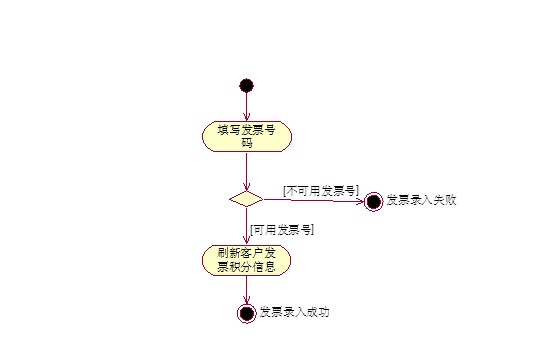 填写发票号
码
[不可用发票号]
发票录入失败
[可用发票号]
刷新客户发
票积分信息
发票录入成功